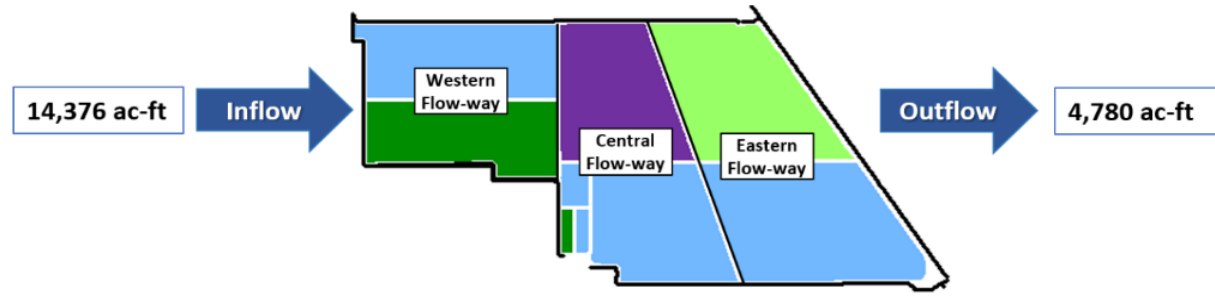 14,376 ac-ft
Inflow
Western
Flow-way
Central
Flow-way
Eastern
Flow-way
Outflow
4,780 ac-ft